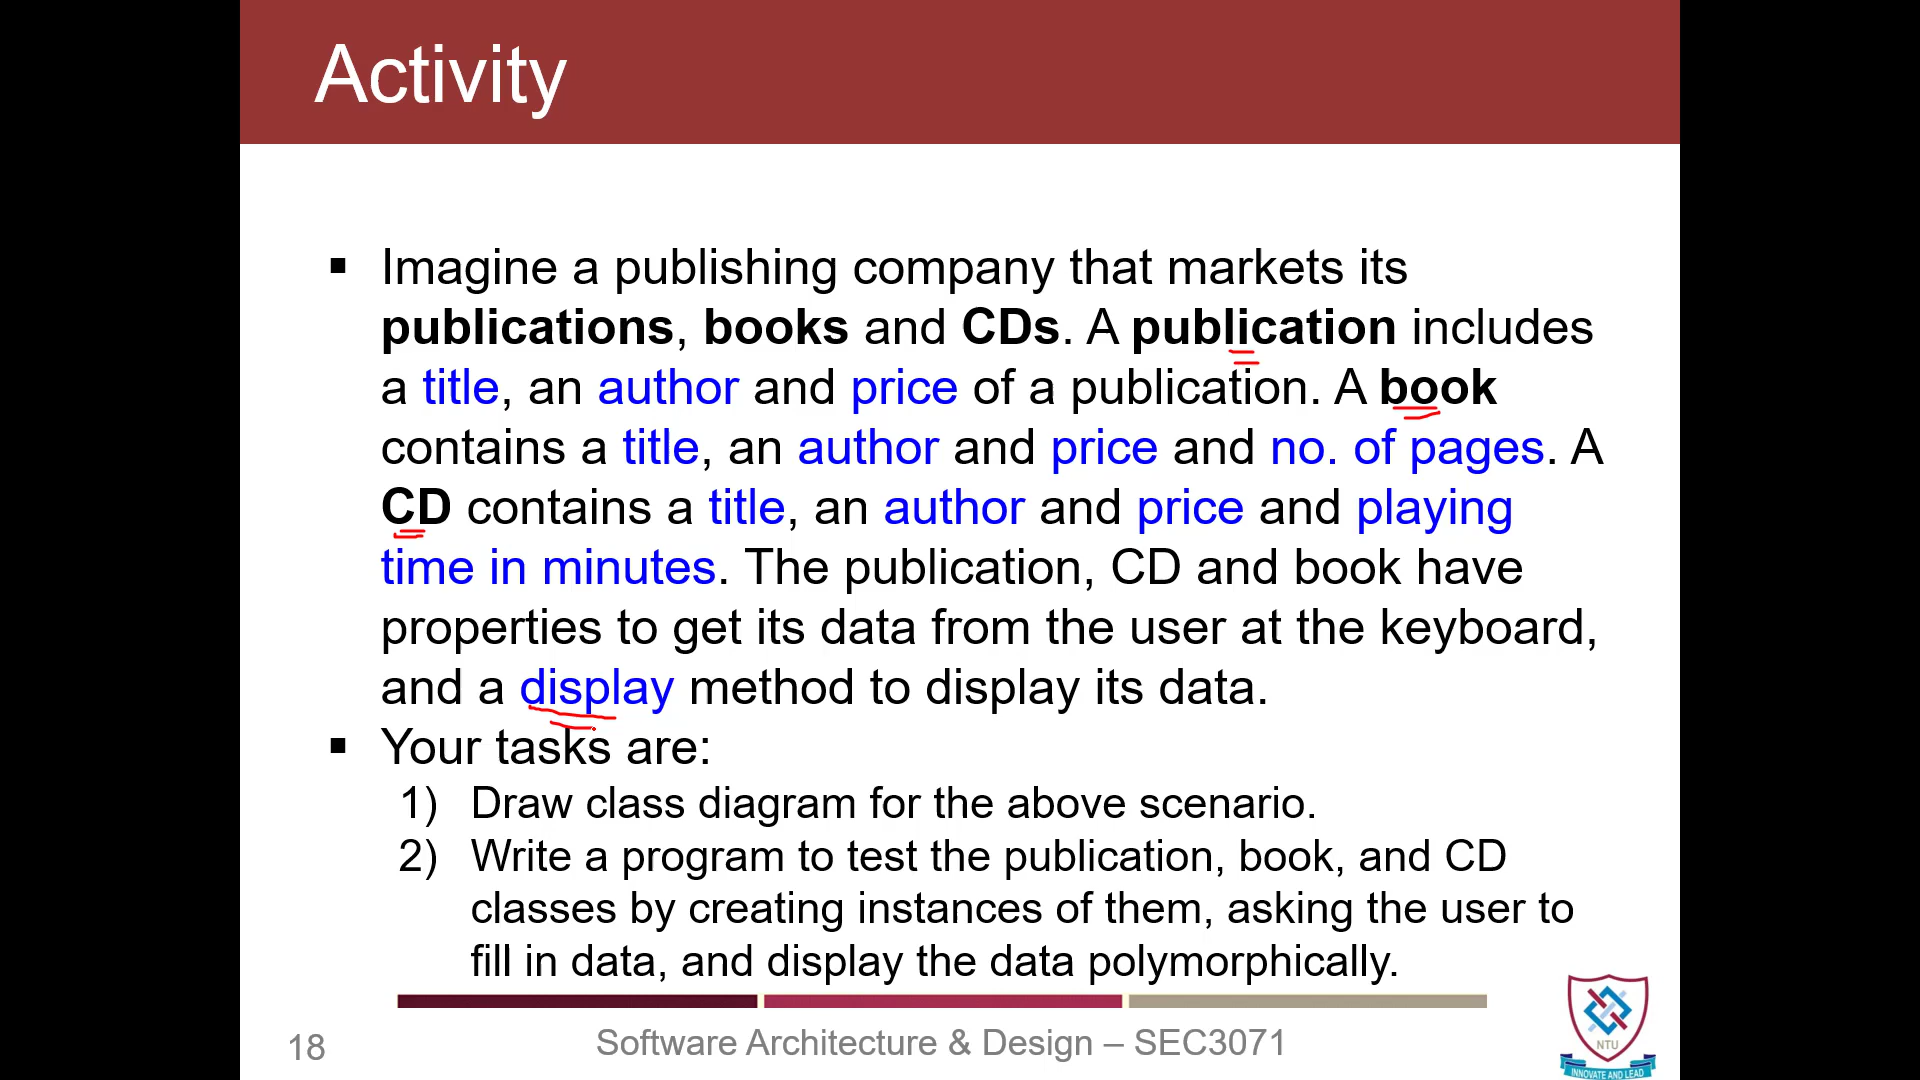 Activity
▪ Imagine a publishing company that markets its
publications, books and CDs. A publication includes
a title, an author and price of a publication. A book
contains a title, an author and price and no. of pages. A
CD contains a title, an author and price and playing
time in minutes. The publication, CD and book have
properties to get its data from the user at the keyboard,
and a display method to display its data.
▪ Your tasks are:
1) Draw class diagram for the above scenario.
2) Write a program to test the publication, book, and CD
classes by creating instances of them, asking the user to
fill in data, and display the data polymorphically.
18
Software Architecture & Design – SEC3071
NTU
INNOVATE AND LEAD